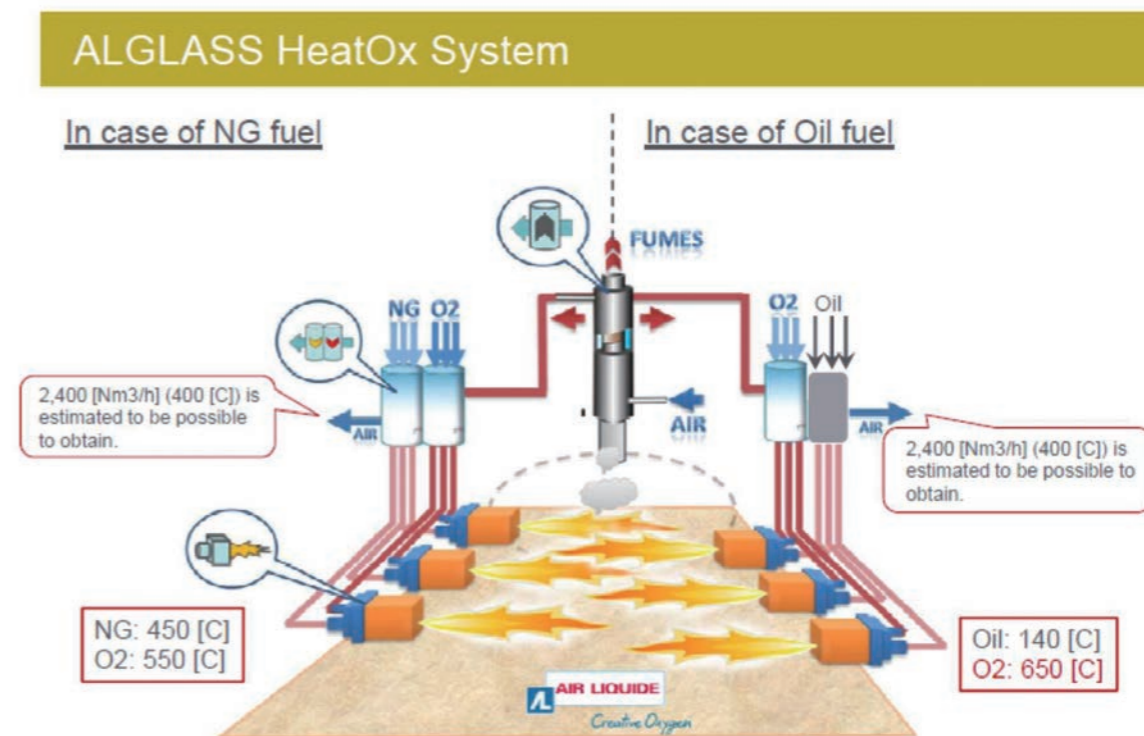 ALGLASS HeatOx System
In case of NG fuel
In case of Oil fuel
FUMES
NG O2
O2 Oil
2,400 [Nm3/h] (400 [C]) is
estimated to be possible
to obtain.
AIR
AIR
AIR
2,400 [Nm3/h] (400 [C]) is
estimated to be possible to
obtain.
NG: 450 [C]
O2: 550 [C]
Oil: 140 [C]
O2: 650 [C]
AL AIR LIQUIDE
Creative Oxygen